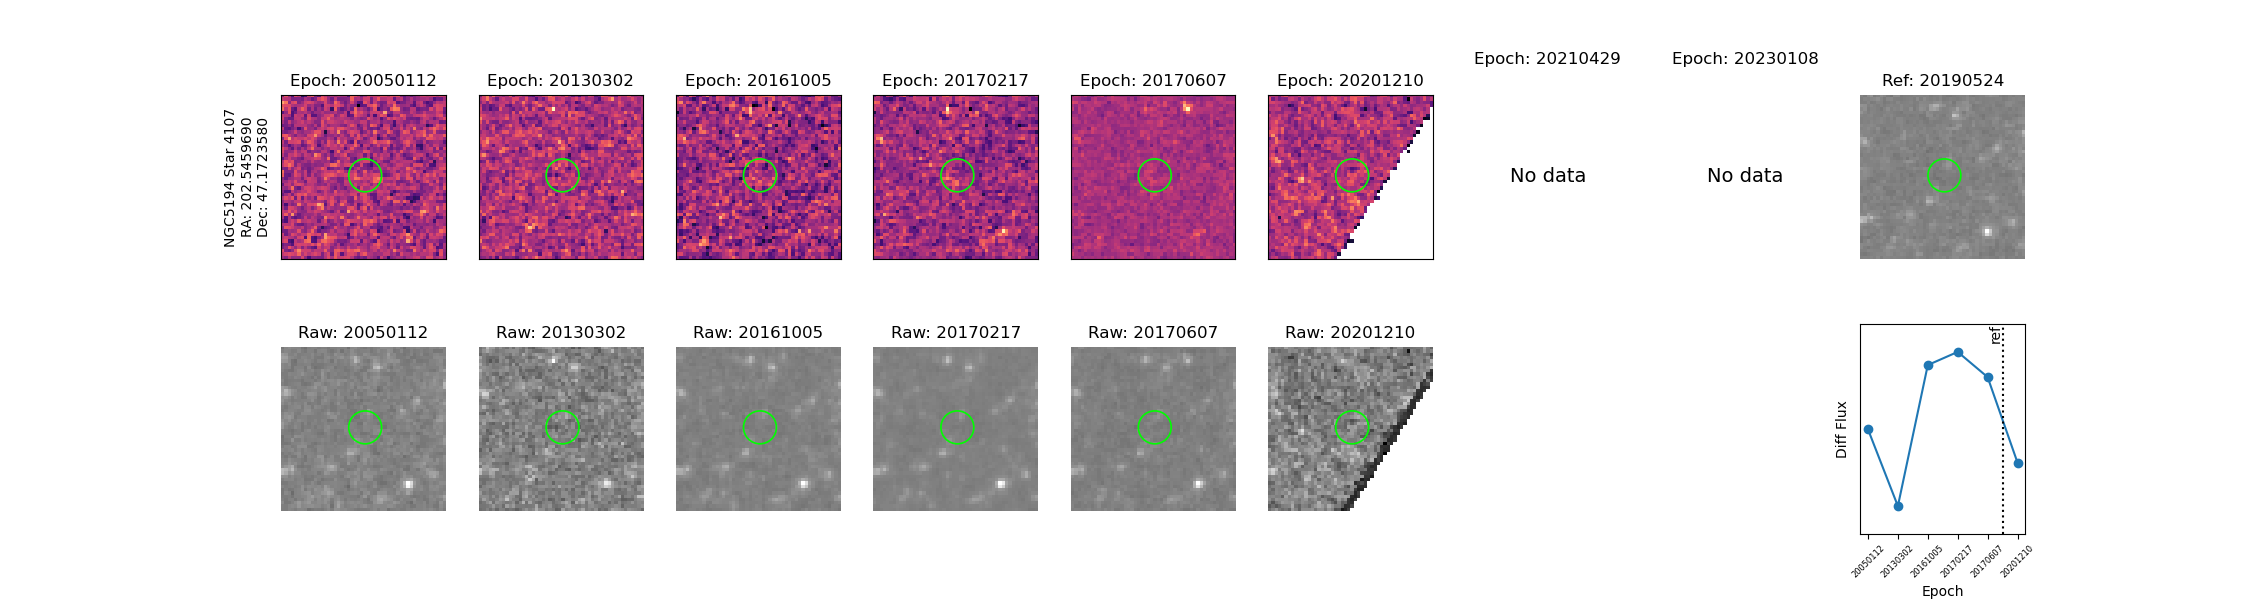 NGC5194 Star 4107
RA: 202.5459690
Dec: 47.1723580
Epoch: 20050112
Epoch: 20130302
Epoch: 20161005
Epoch: 20170217
Epoch: 20170607
Epoch: 20201210
Epoch: 20210429
Epoch: 20230108
Ref: 20190524
No data
No data
Raw: 20050112
Raw: 20130302
Raw: 20161005
Raw: 20170217
Raw: 20170607
Raw: 20201210
ref
Diff Flux
20050112
20130302
20161005
20170217
20170607
20201210
Epoch